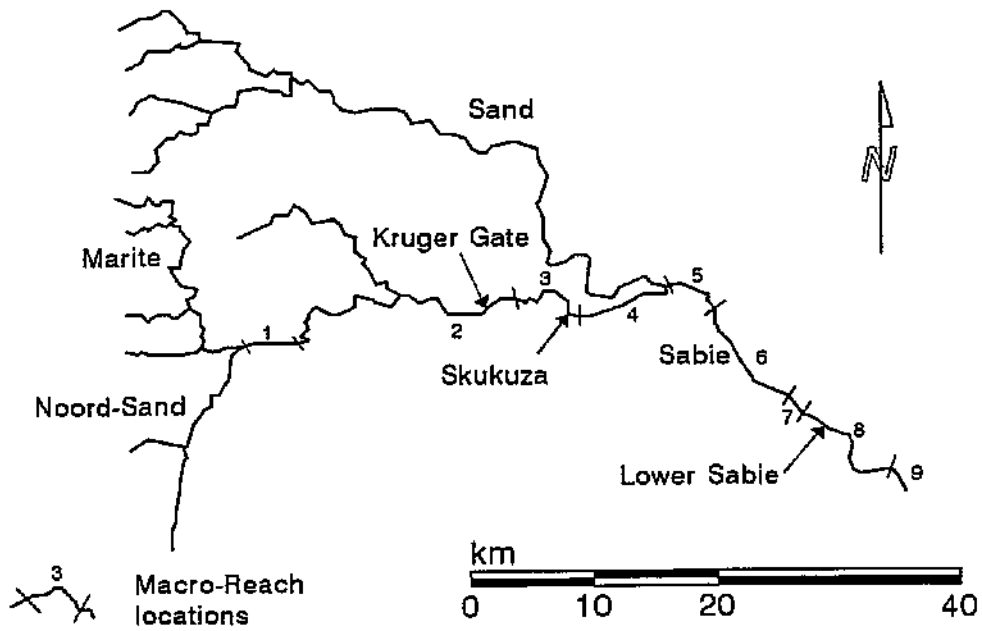 Sand
N
Kruger Gate
Marite
3
5
1
2
4
Sabie
Skukuza
6
Noord-Sand
7
8
Lower Sabie
9
km
3
Macro-Reach
locations
0 10 20 40